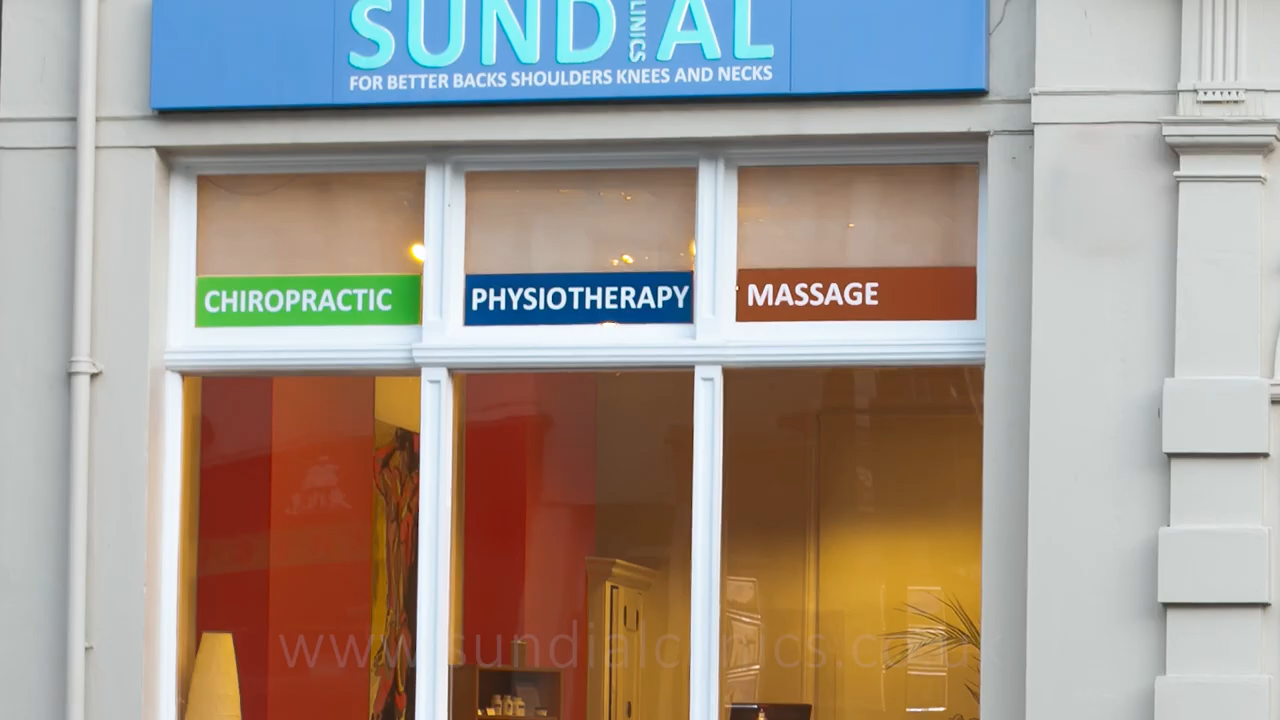 SUNDIAL
CLINICS
FOR BETTER BACKS SHOULDERS KNEES AND NECKS
CHIROPRACTIC
PHYSIOTHERAPY
MASSAGE
www.sundialclinics.co.uk